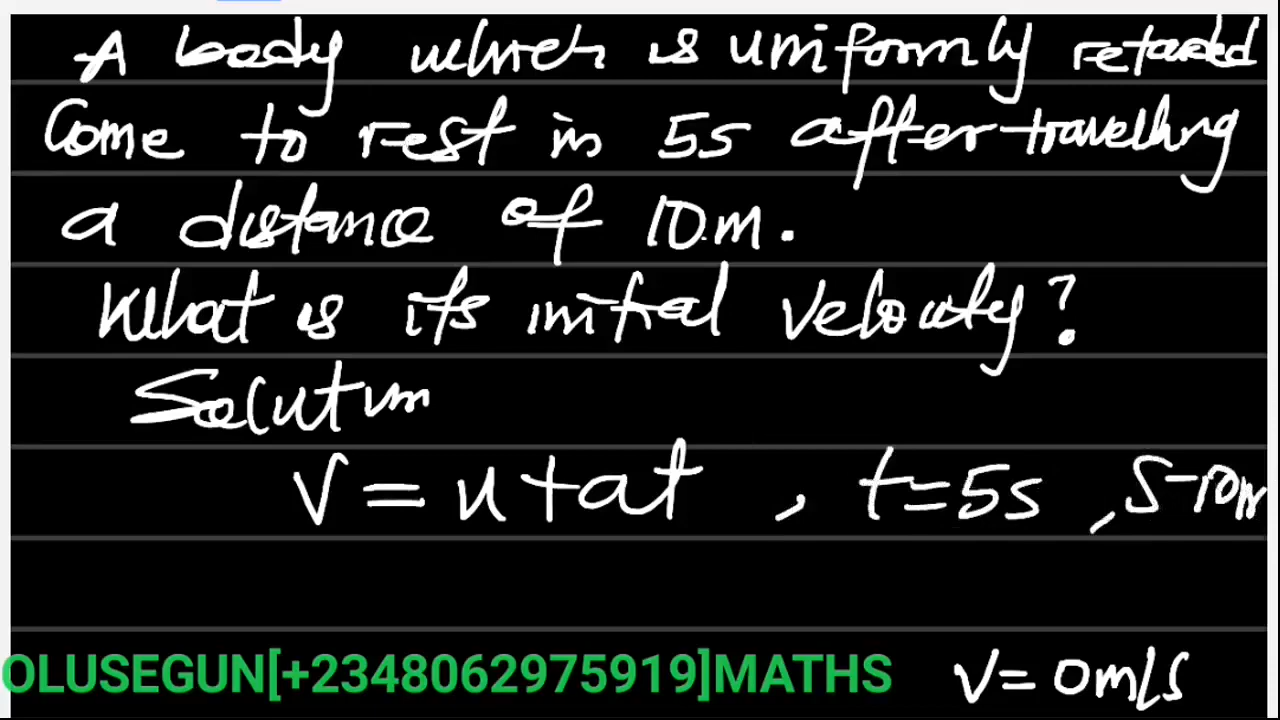 A body which is uniformly retarded
Come to rest in 5s after travelling
a distance of 10m.
What is its initial velocity?
Solution
V = u + at , t = 5s , S = 10m
OLUSEGUN[+2348062975919]MATHS V = 0m/s